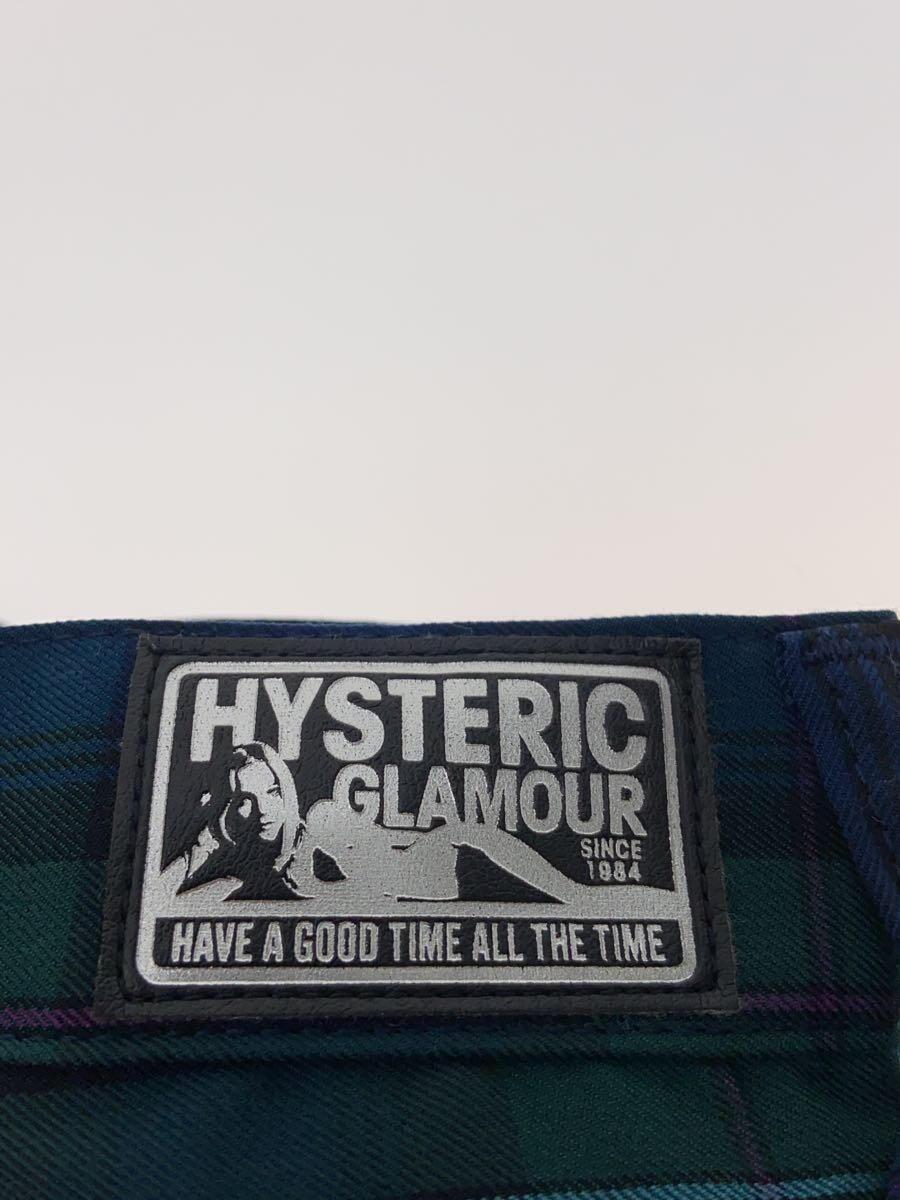 HYSTERIC
GLAMOUR
SINCE
1984
HAVE A GOOD TIME ALL THE TIME